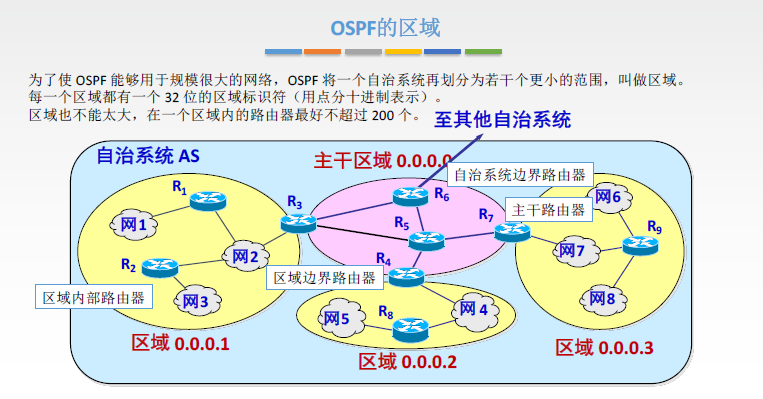 OSPF的区域
为了使 OSPF 能够用于规模很大的网络，OSPF 将一个自治系统再划分为若干个更小的范围，叫做区域。
每一个区域都有一个 32 位的区域标识符（用点分十进制表示）。
区域也不能太大，在一个区域内的路由器最好不超过 200 个。
至其他自治系统
自治系统 AS
主干区域 0.0.0.0
自治系统边界路由器
R1
R3
R6
网6
主干路由器
网1
R5
R7
R9
R2
网2
R4
网7
区域边界路由器
区域内部路由器
网3
网5
R8
网 4
网8
区域 0.0.0.1
区域 0.0.0.2
区域 0.0.0.3